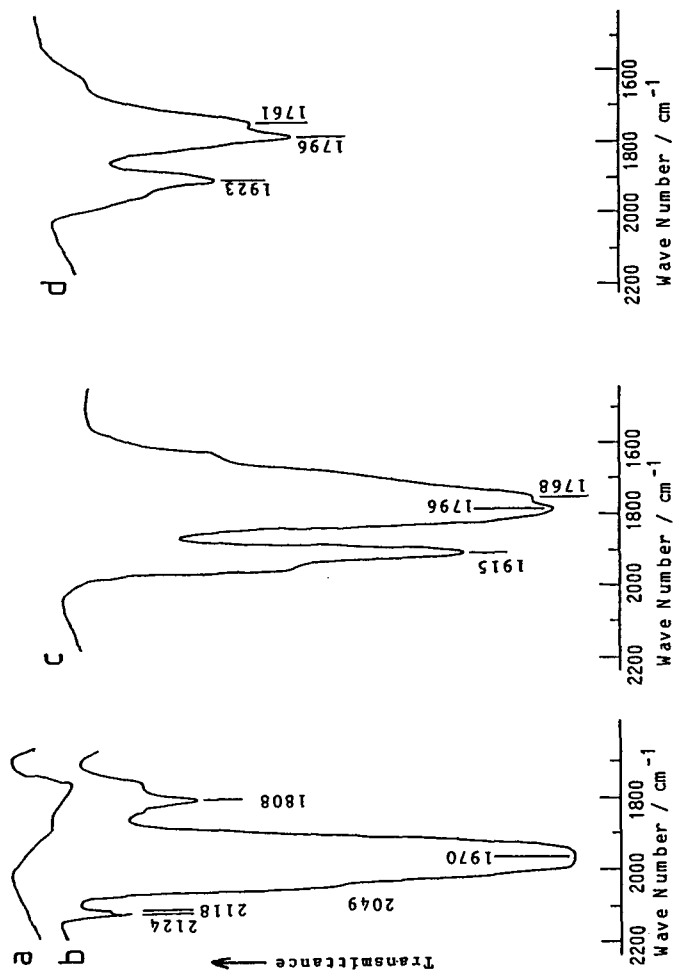 a
b
2124
2118
2049
1970
1808
Transmittance
2200 2000 1800
Wave Number / cm⁻¹
c
1915
1796
1768
2200 2000 1800 1600
Wave Number / cm⁻¹
d
1923
1796
1761
2200 2000 1800 1600
Wave Number / cm⁻¹